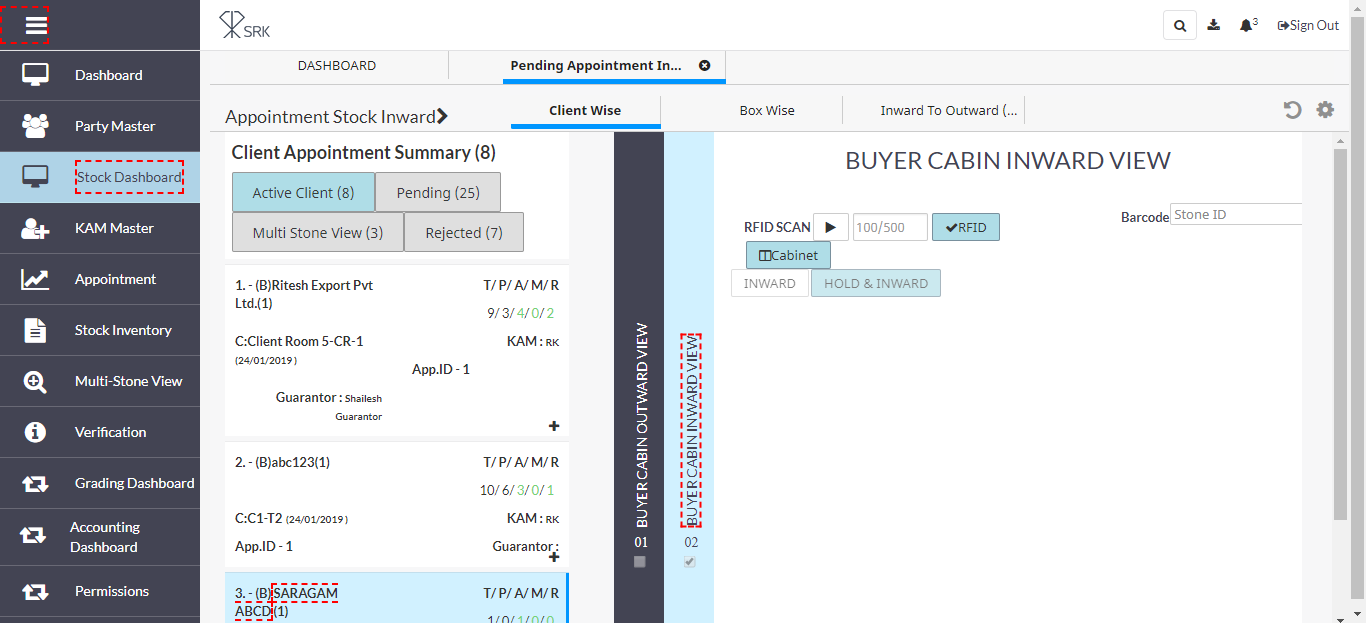 SRK
3
Sign Out
Dashboard
Party Master
Stock Dashboard
KAM Master
Appointment
Stock Inventory
Multi-Stone View
Verification
Grading Dashboard
Accounting
Dashboard
Permissions
DASHBOARD
Pending Appointment In...
Appointment Stock Inward
Client Wise
Box Wise
Inward To Outward (...
Client Appointment Summary (8)
Active Client (8)
Pending (25)
Multi Stone View (3)
Rejected (7)
1. - (B)Ritesh Export Pvt
Ltd.(1)
T/ P/ A/ M/ R
9/ 3/ 4/ 0/ 2
C:Client Room 5-CR-1
(24/01/2019 )
KAM : RK
App.ID - 1
Guarantor : Shailesh
Guarantor
2. - (B)abc123(1)
T/ P/ A/ M/ R
10/ 6/ 3/ 0/ 1
C:C1-T2 (24/01/2019 )
KAM : RK
App.ID - 1
Guarantor :
3. - (B)SARAGAM
ABCD(1)
T/ P/ A/ M/ R
1/ 0/ 1/ 0/ 0
BUYER CABIN OUTWARD VIEW
01
BUYER CABIN INWARD VIEW
02
BUYER CABIN INWARD VIEW
RFID SCAN
100/500
RFID
Barcode
Stone ID
Cabinet
INWARD
HOLD & INWARD